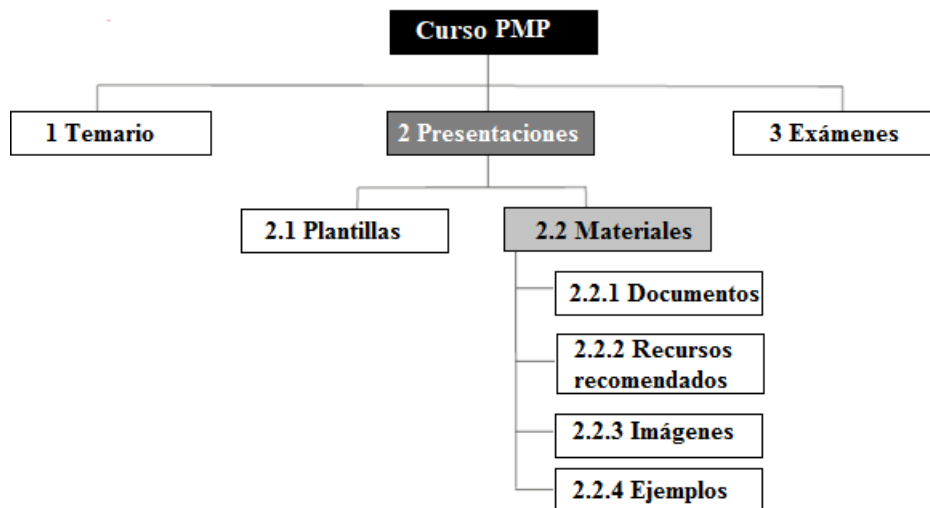 Curso PMP
1 Temario
2 Presentaciones
3 Exámenes
2.1 Plantillas
2.2 Materiales
2.2.1 Documentos
2.2.2 Recursos
recomendados
2.2.3 Imágenes
2.2.4 Ejemplos